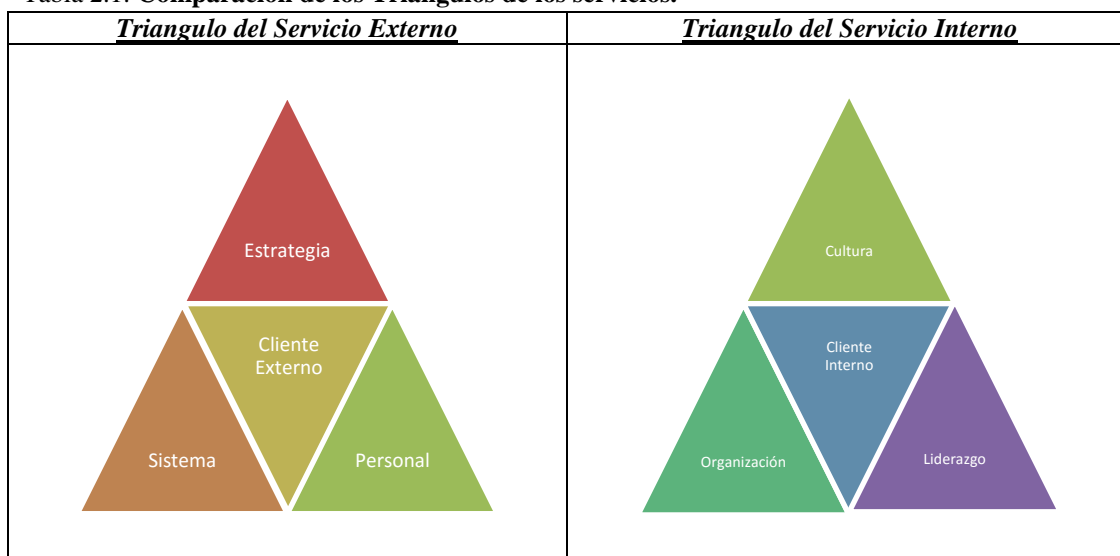 Tabla 2.1. Comparación de los Triángulos de los servicios.
Triangulo del Servicio Externo
Triangulo del Servicio Interno
Estrategia
Cliente
Externo
Sistema
Personal
Cultura
Cliente
Interno
Organización
Liderazgo